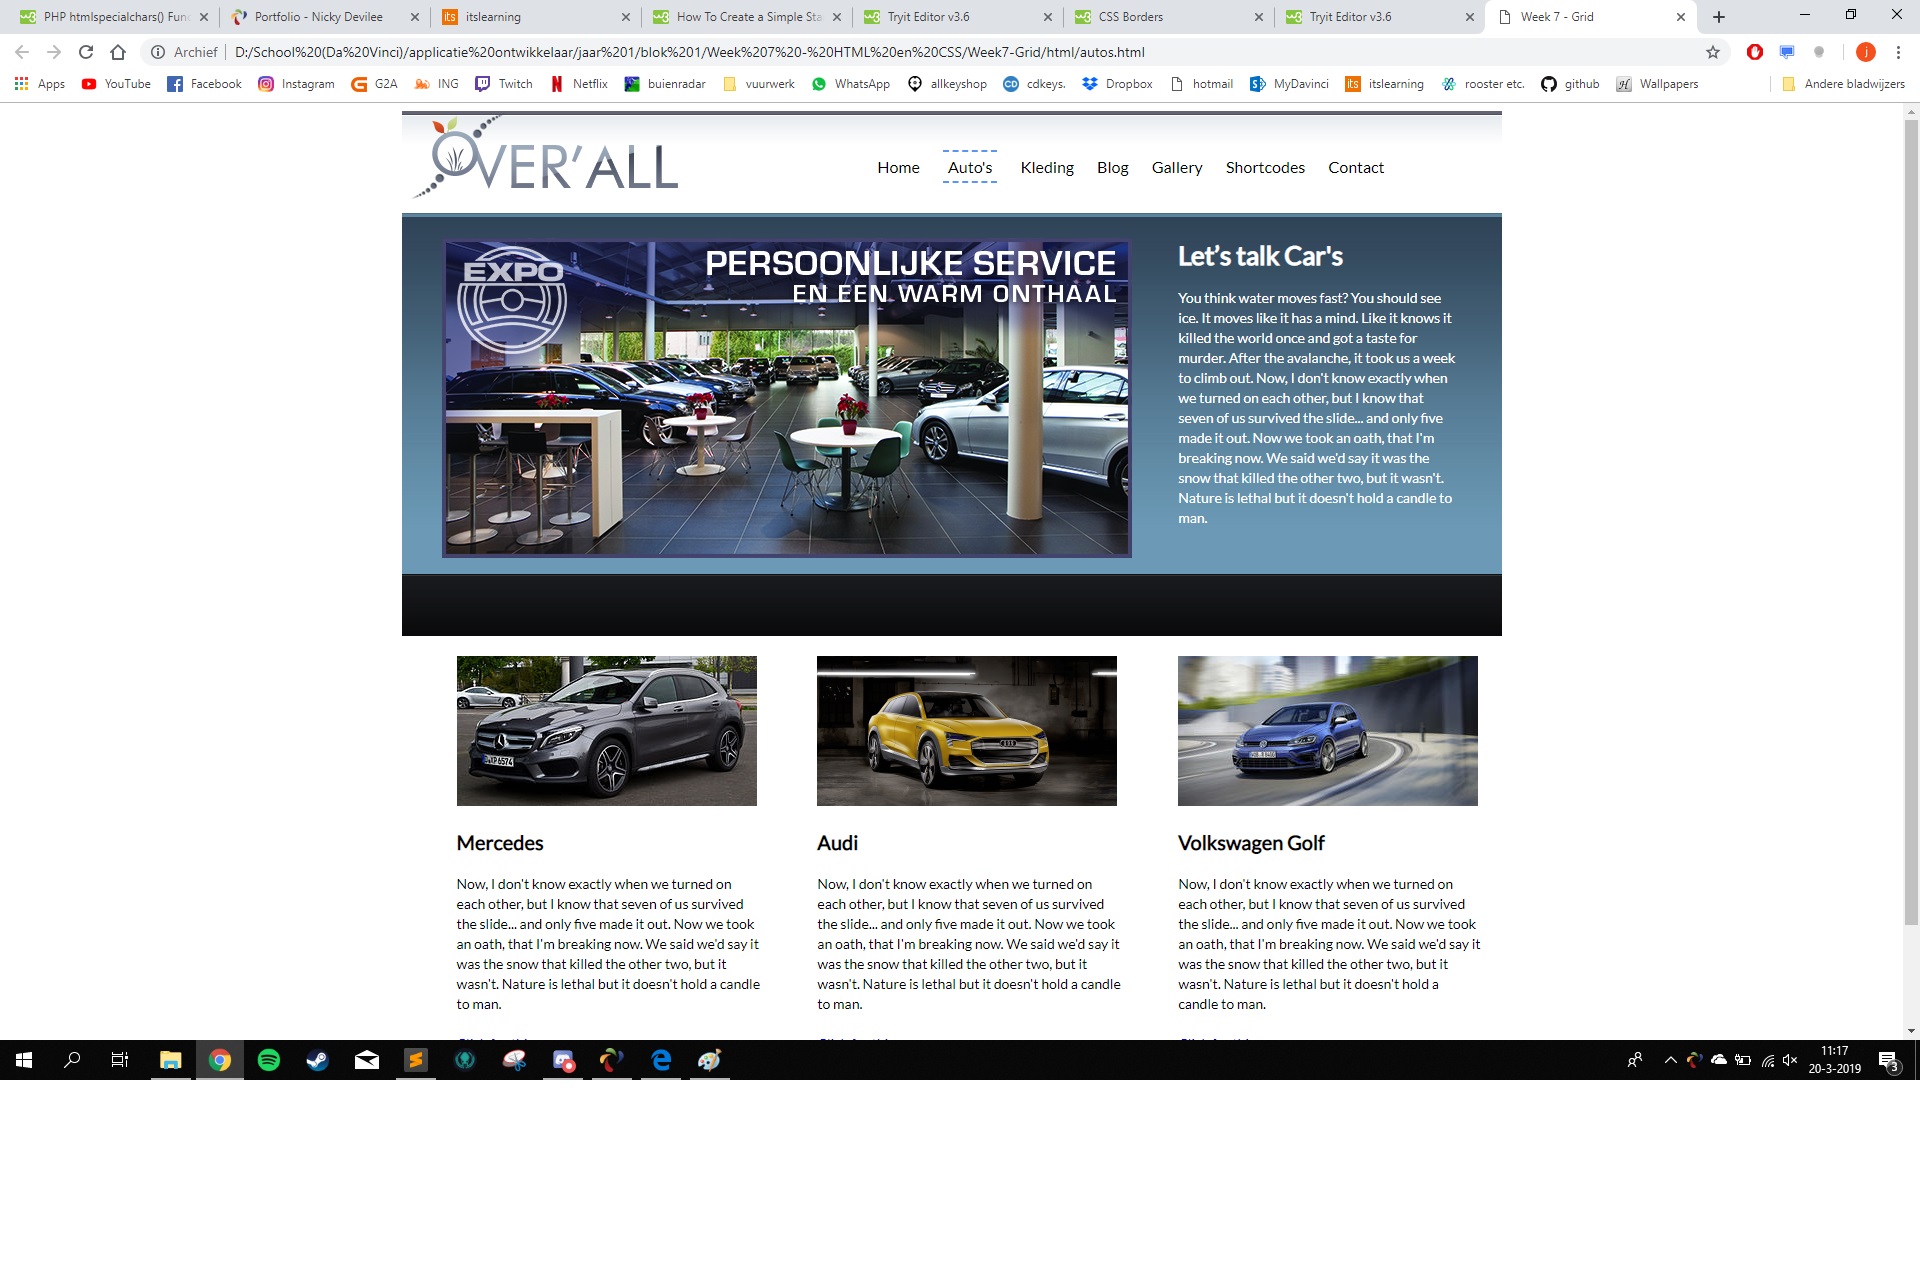 PHP htmlspecialchars() Func
Portfolio - Nicky Devilee
itslearning
How To Create a Simple Sta
Tryit Editor v3.6
CSS Borders
Tryit Editor v3.6
Week 7 - Grid
Archief
D:/School%20(Da%20Vinci)/applicatie%20ontwikkelaar/jaar%201/blok%201/Week%207%20-%20HTML%20en%20CSS/Week7-Grid/html/autos.html
Apps
YouTube
Facebook
Instagram
G2A
ING
Twitch
Netflix
buienradar
vuurwerk
WhatsApp
allkeyshop
CD
cdkeys.
Dropbox
hotmail
MyDavinci
its
itslearning
rooster etc.
github
Wallpapers
Andere bladwijzers
OVER'ALL
Home
Auto's
Kleding
Blog
Gallery
Shortcodes
Contact
EXPO
PERSOONLIJKE SERVICE
EN EEN WARM ONTHAAL
Let's talk Car's
You think water moves fast? You should see
ice. It moves like it has a mind. Like it knows it
killed the world once and got a taste for
murder. After the avalanche, it took us a week
to climb out. Now, I don't know exactly when
we turned on each other, but I know that
seven of us survived the slide... and only five
made it out. Now we took an oath, that I'm
breaking now. We said we'd say it was the
snow that killed the other two, but it wasn't.
Nature is lethal but it doesn't hold a candle to
man.
Mercedes
Now, I don't know exactly when we turned on
each other, but I know that seven of us survived
the slide... and only five made it out. Now we took
an oath, that I'm breaking now. We said we'd say it
was the snow that killed the other two, but it
wasn't. Nature is lethal but it doesn't hold a candle
to man.
Audi
Now, I don't know exactly when we turned on
each other, but I know that seven of us survived
the slide... and only five made it out. Now we took
an oath, that I'm breaking now. We said we'd say it
was the snow that killed the other two, but it
wasn't. Nature is lethal but it doesn't hold a candle
to man.
Volkswagen Golf
Now, I don't know exactly when we turned on
each other, but I know that seven of us survived
the slide... and only five made it out. Now we took
an oath, that I'm breaking now. We said we'd say it
was the snow that killed the other two, but it
wasn't. Nature is lethal but it doesn't hold a
candle to man.
11:17
20-3-2019
3